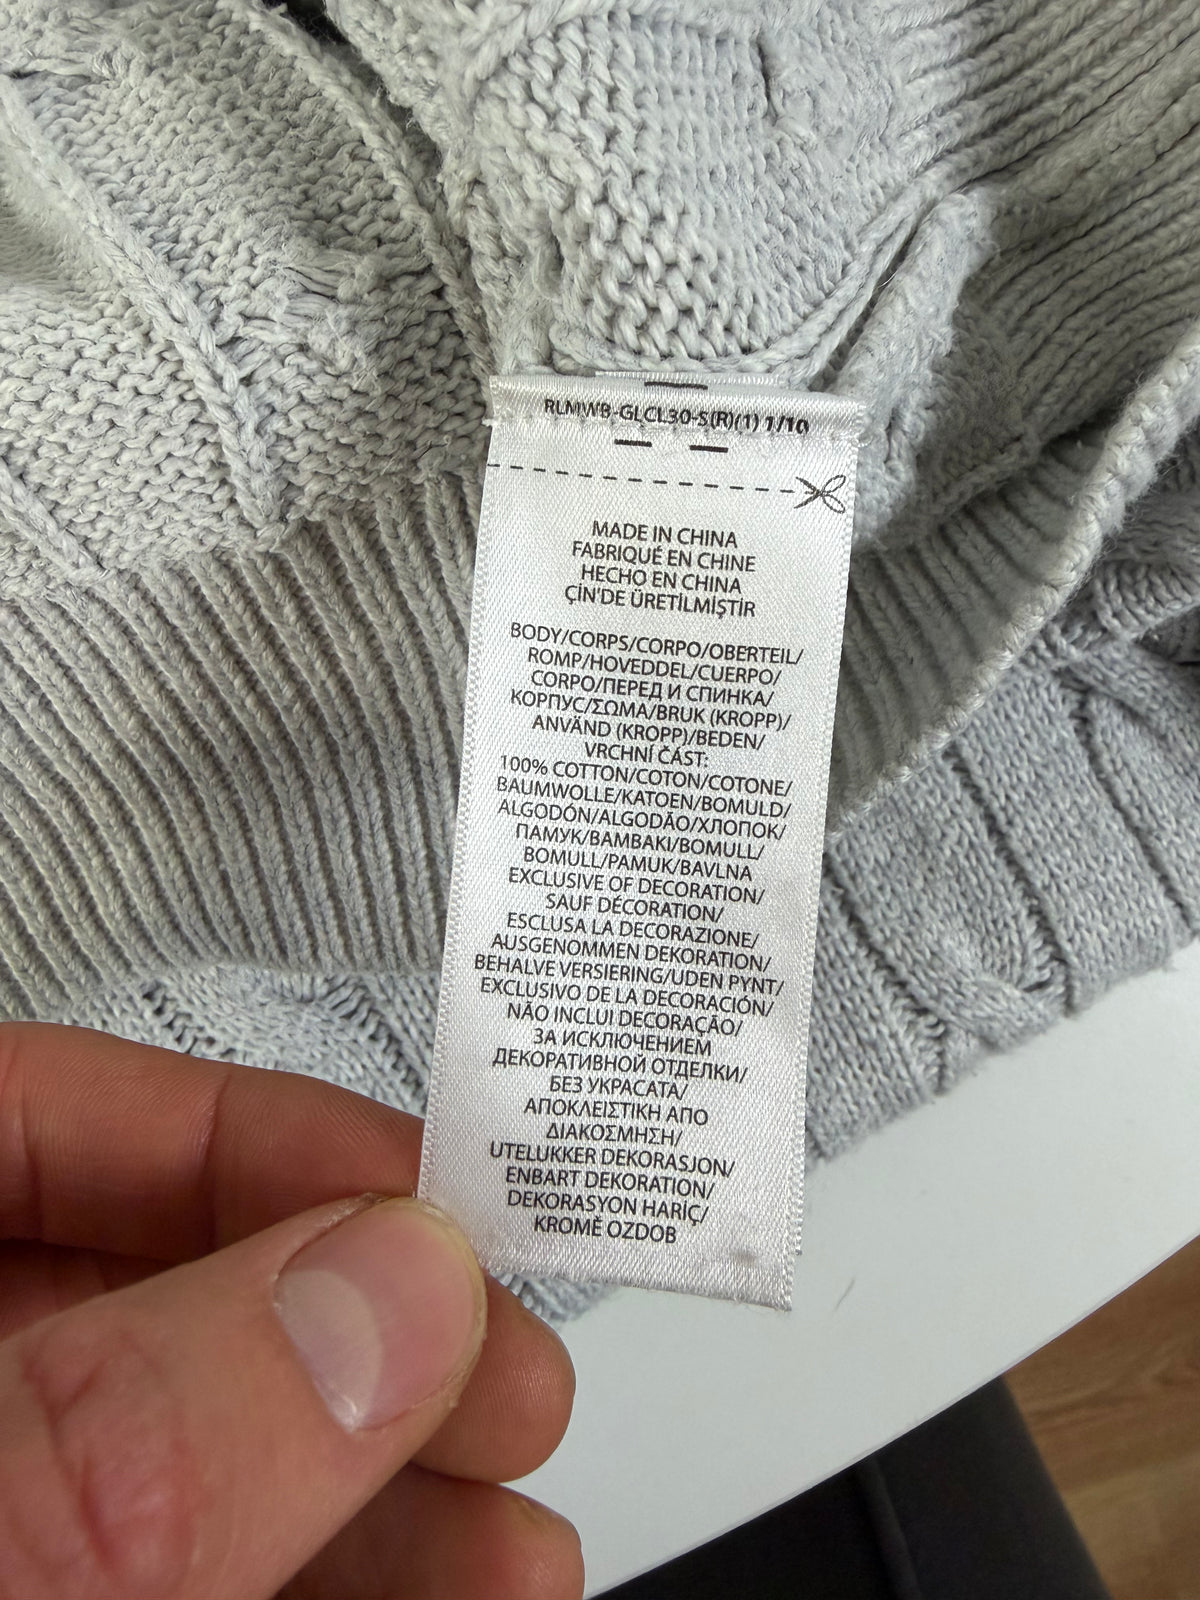 RLMWB-GLCL30-S(R)(1) 1/10
MADE IN CHINA
FABRIQUÉ EN CHINE
HECHO EN CHINA
ÇİN'DE ÜRETİLMİŞTİR
BODY/CORPS/CORPO/OBERTEIL/
ROMP/HOVEDDEL/CUERPO/
CORPO/ПЕРЕД И СПИНКА/
КОРПУС/ΣΩΜΑ/BRUK (KROPP)/
ANVÄND (KROPP)/BEDEN/
VRCHNÍ ČÁST:
100% COTTON/COTON/COTONE/
BAUMWOLLE/KATOEN/BOMULD/
ALGODÓN/ALGODÃO/ХЛОПОК/
ПАМУК/ΒΑΜΒΑΚΙ/BOMULL/
BOMULL/PAMUK/BAVLNA
EXCLUSIVE OF DECORATION/
SAUF DÉCORATION/
ESCLUSA LA DECORAZIONE/
AUSGENOMMEN DEKORATION/
BEHALVE VERSIERING/UDEN PYNT/
EXCLUSIVO DE LA DECORACIÓN/
NÃO INCLUI DECORAÇÃO/
ЗА ИСКЛЮЧЕНИЕМ
ДЕКОРАТИВНОЙ ОТДЕЛКИ/
БЕЗ УКРАСАТА/
ΑΠΟΚΛΕΙΣΤΙΚΗ ΑΠΟ
ΔΙΑΚΟΣΜΗΣΗ/
UTELUKKER DEKORASJON/
ENBART DEKORATION/
DEKORASYON HARİÇ/
KROMĚ OZDOB